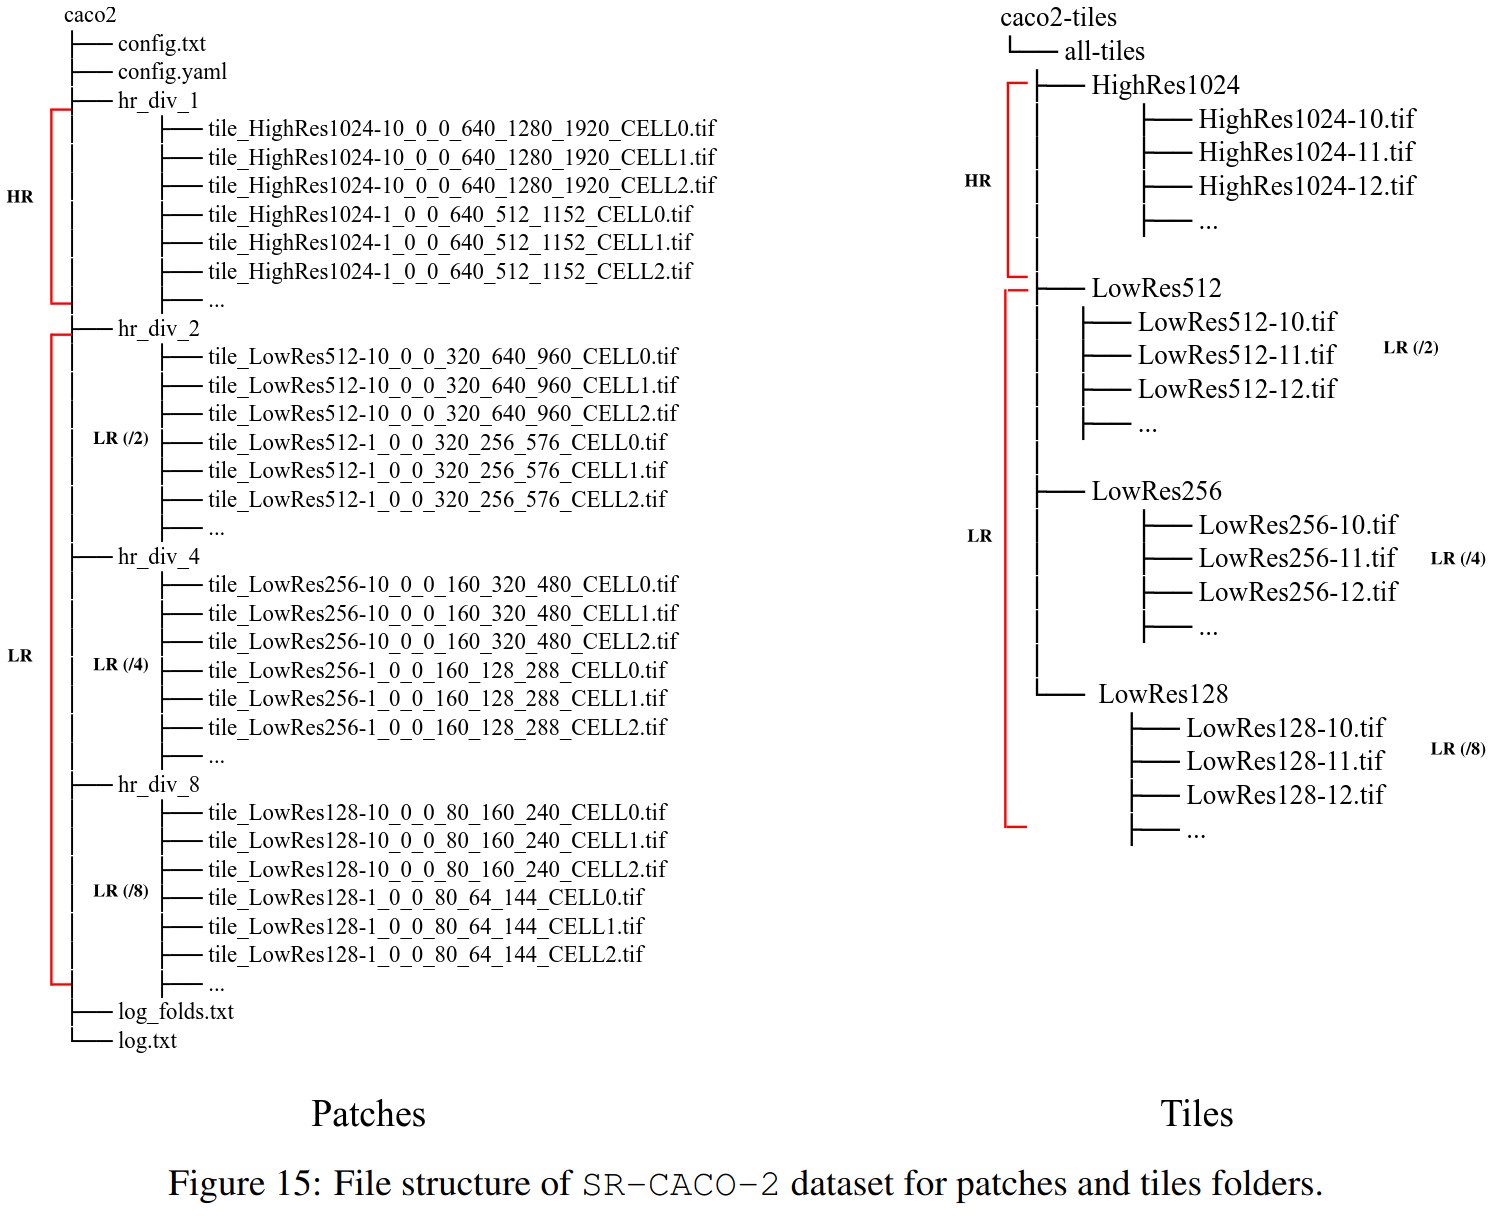 caco2
config.txt
config.yaml
hr_div_1
HR
tile_HighRes1024-10_0_0_640_1280_1920_CELL0.tif
tile_HighRes1024-10_0_0_640_1280_1920_CELL1.tif
tile_HighRes1024-10_0_0_640_1280_1920_CELL2.tif
tile_HighRes1024-1_0_0_640_512_1152_CELL0.tif
tile_HighRes1024-1_0_0_640_512_1152_CELL1.tif
tile_HighRes1024-1_0_0_640_512_1152_CELL2.tif
...
hr_div_2
LR (/2)
tile_LowRes512-10_0_0_320_640_960_CELL0.tif
tile_LowRes512-10_0_0_320_640_960_CELL1.tif
tile_LowRes512-10_0_0_320_640_960_CELL2.tif
tile_LowRes512-1_0_0_320_256_576_CELL0.tif
tile_LowRes512-1_0_0_320_256_576_CELL1.tif
tile_LowRes512-1_0_0_320_256_576_CELL2.tif
...
hr_div_4
LR
LR (/4)
tile_LowRes256-10_0_0_160_320_480_CELL0.tif
tile_LowRes256-10_0_0_160_320_480_CELL1.tif
tile_LowRes256-10_0_0_160_320_480_CELL2.tif
tile_LowRes256-1_0_0_160_128_288_CELL0.tif
tile_LowRes256-1_0_0_160_128_288_CELL1.tif
tile_LowRes256-1_0_0_160_128_288_CELL2.tif
...
hr_div_8
LR (/8)
tile_LowRes128-10_0_0_80_160_240_CELL0.tif
tile_LowRes128-10_0_0_80_160_240_CELL1.tif
tile_LowRes128-10_0_0_80_160_240_CELL2.tif
tile_LowRes128-1_0_0_80_64_144_CELL0.tif
tile_LowRes128-1_0_0_80_64_144_CELL1.tif
tile_LowRes128-1_0_0_80_64_144_CELL2.tif
...
log_folds.txt
log.txt
Patches
caco2-tiles
all-tiles
HighRes1024
HR
HighRes1024-10.tif
HighRes1024-11.tif
HighRes1024-12.tif
...
LowRes512
LowRes512-10.tif
LowRes512-11.tif
LowRes512-12.tif
...
LR (/2)
LowRes256
LR
LowRes256-10.tif
LowRes256-11.tif
LowRes256-12.tif
...
LR (/4)
LowRes128
LowRes128-10.tif
LowRes128-11.tif
LowRes128-12.tif
...
LR (/8)
Tiles
Figure 15: File structure of SR-CACO-2 dataset for patches and tiles folders.